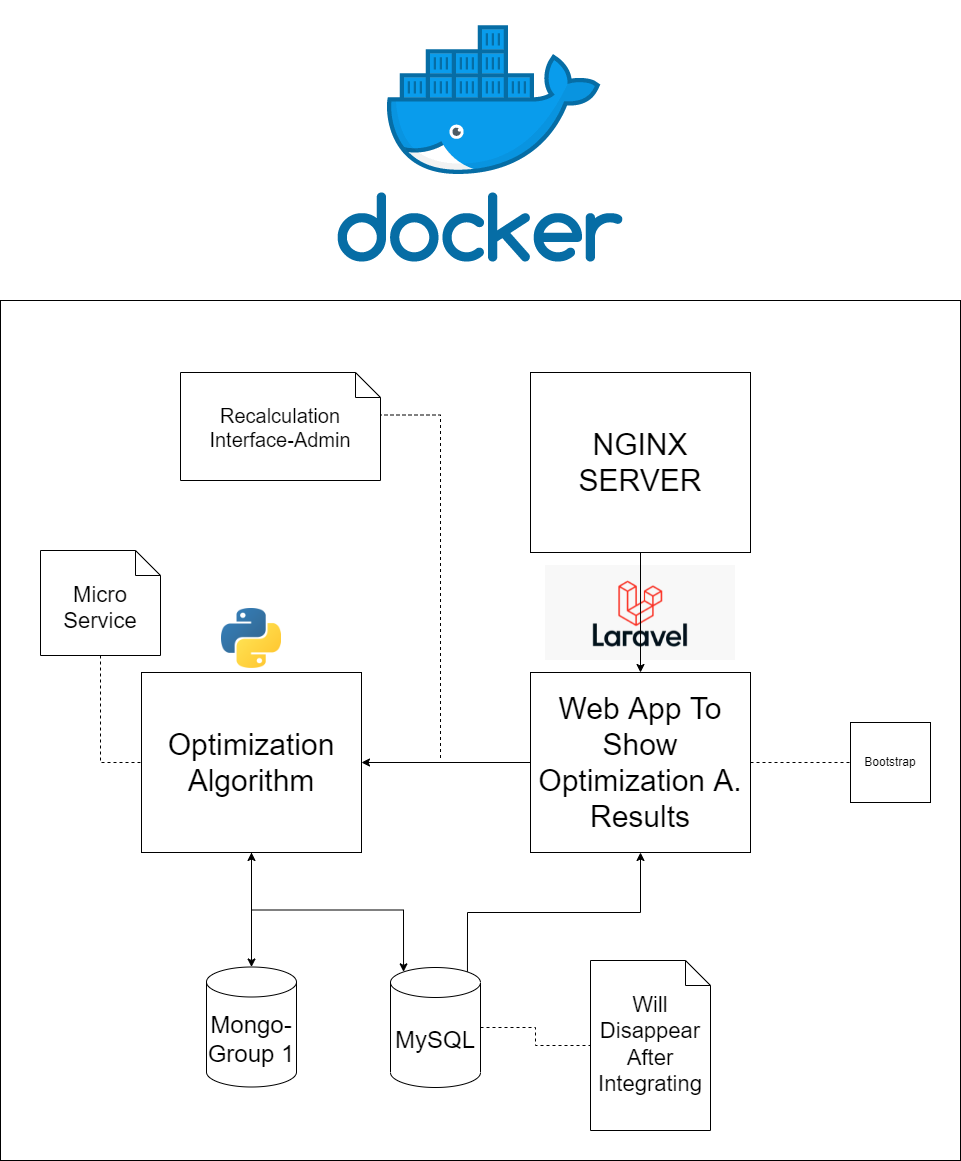 docker
Recalculation
Interface-Admin
NGINX
SERVER
Micro
Service
Laravel
Optimization
Algorithm
Web App To
Show
Optimization A.
Results
Bootstrap
Mongo-
Group 1
MySQL
Will
Disappear
After
Integrating